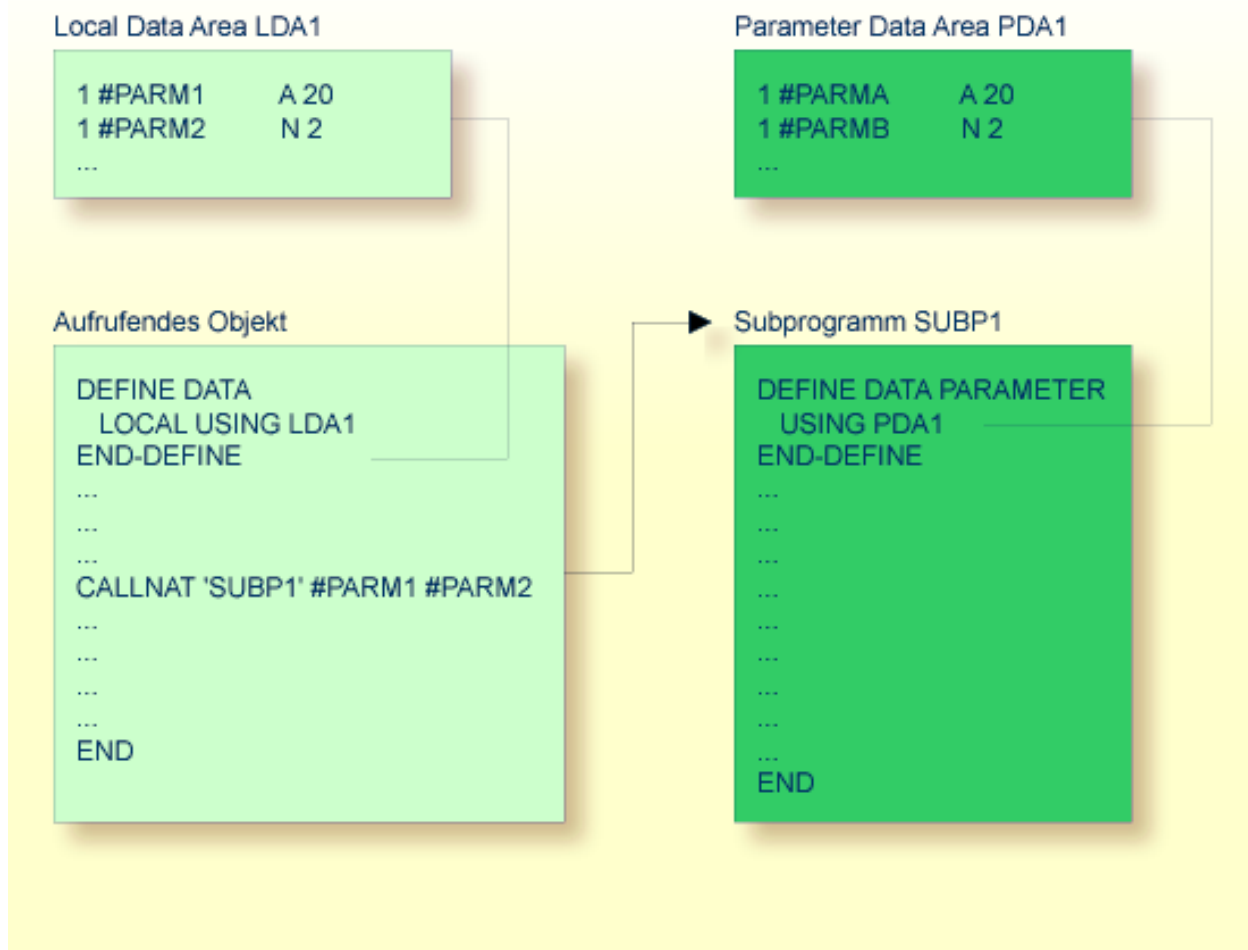 Local Data Area LDA1
1 #PARM1 A 20
1 #PARM2 N 2
...
Parameter Data Area PDA1
1 #PARMA A 20
1 #PARMB N 2
...
Aufrufendes Objekt
DEFINE DATA
LOCAL USING LDA1
END-DEFINE
...
...
...
CALLNAT 'SUBP1' #PARM1 #PARM2
...
...
...
...
END
Subprogramm SUBP1
DEFINE DATA PARAMETER
USING PDA1
END-DEFINE
...
...
...
...
...
...
...
...
...
END